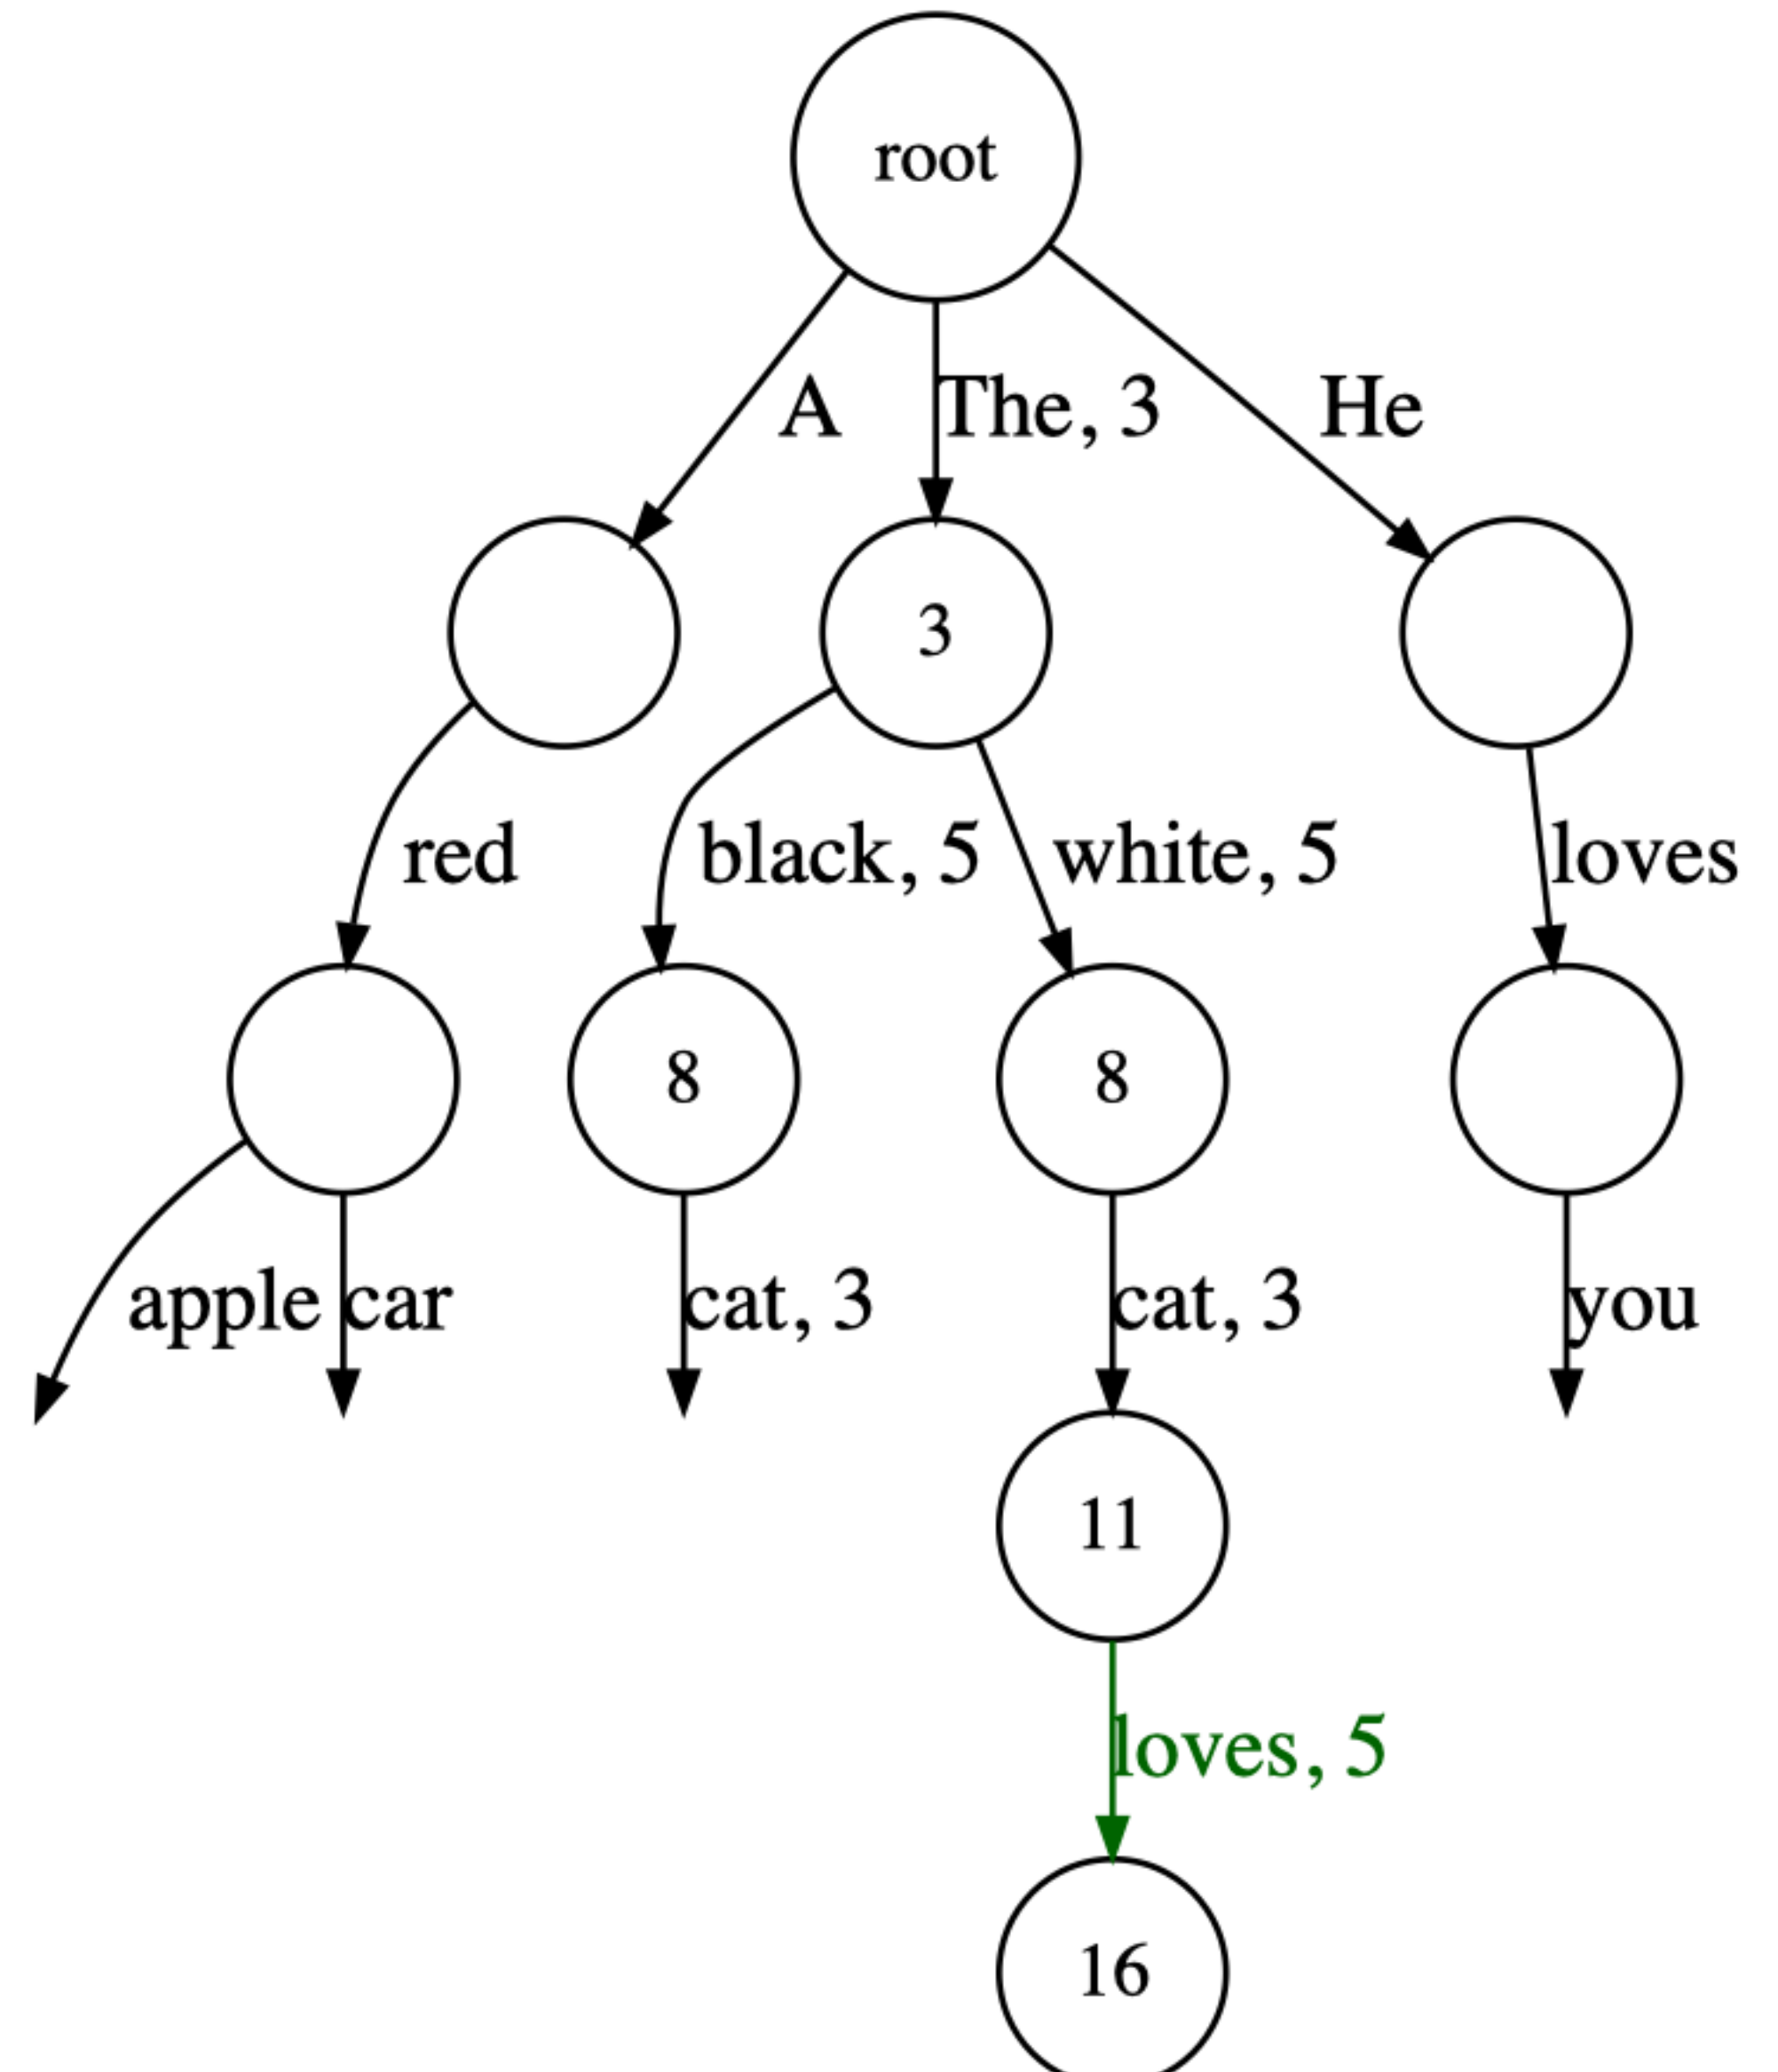 root
A
The, 3
He
3
red
black, 5
white, 5
loves
8
8
apple
car
cat, 3
cat, 3
you
11
loves, 5
16